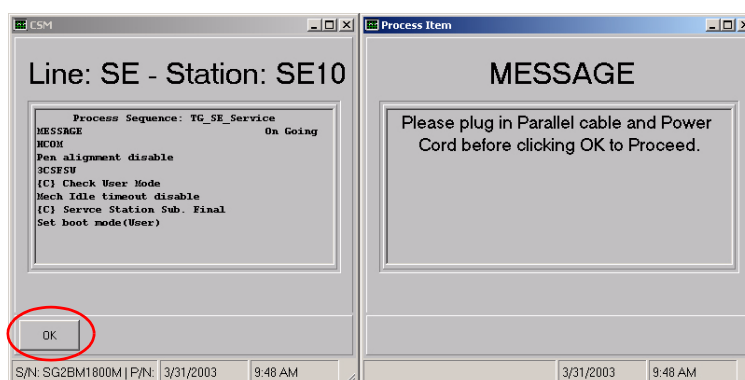 CSM
Line: SE - Station: SE10
Process Sequence: TG_SE_Service
MESSAGE On Going
HCOM
Pen alignment disable
3CSFSV
{C} Check User Mode
Mech Idle timeout disable
{C} Servce Station Sub. Final
Set boot mode(User)
OK
S/N: SG2BM1800M | P/N: 3/31/2003 9:48 AM
Process Item
MESSAGE
Please plug in Parallel cable and Power
Cord before clicking OK to Proceed.
3/31/2003 9:48 AM